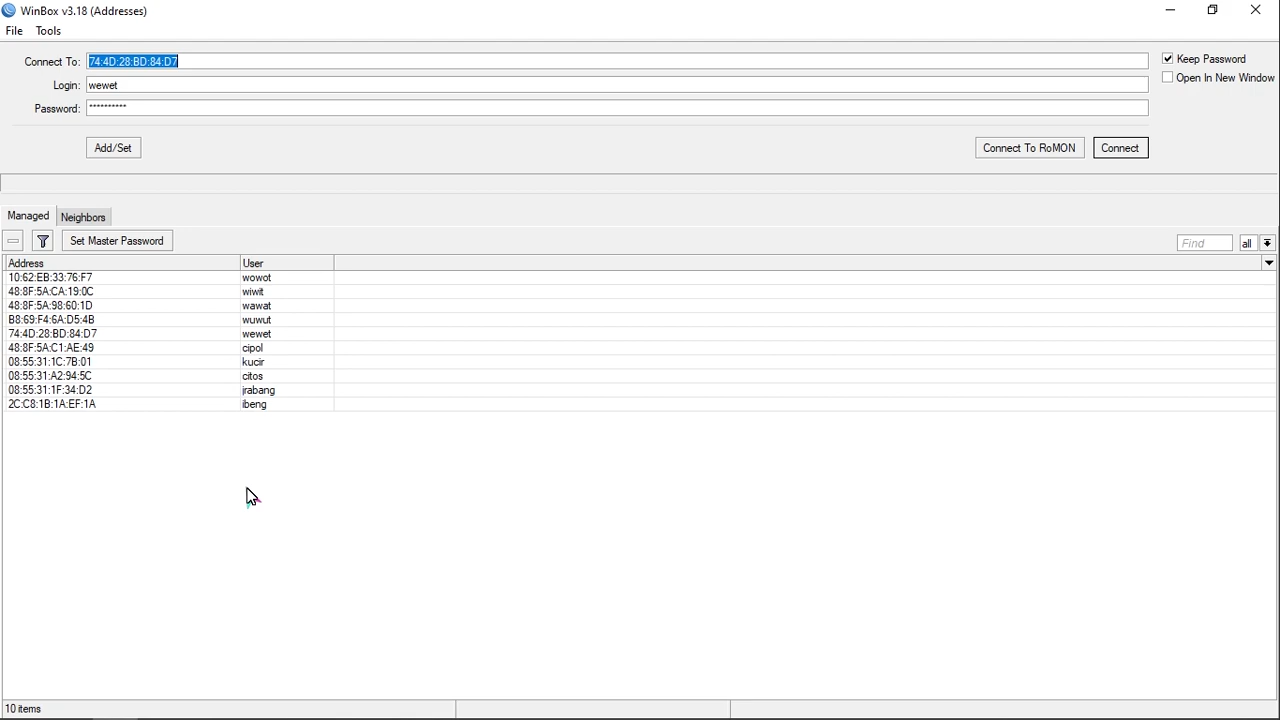 WinBox v3.18 (Addresses)
File Tools
Connect To: 74:4D:28:BD:84:D7
Keep Password
Login: wewet
Open In New Window
Password: **********
Add/Set Connect To RoMON Connect
Managed Neighbors
Set Master Password Find all
Address User
10:62:EB:33:76:F7 wowot
48:8F:5A:CA:19:0C wiwit
48:8F:5A:98:60:1D wawat
B8:69:F4:6A:D5:4B wuwut
74:4D:28:BD:84:D7 wewet
48:8F:5A:C1:AE:49 cipol
08:55:31:1C:7B:01 kucir
08:55:31:A2:94:5C citos
08:55:31:1F:34:D2 jrabang
2C:C8:1B:1A:EF:1A ibeng
10 items